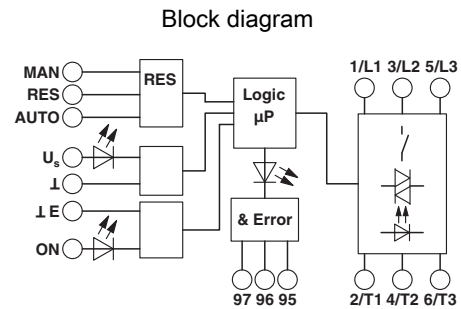 Block diagram
MAN
RES
AUTO
RES
Us
⊥
⊥ E
ON
Logic
µP
& Error
97 96 95
1/L1 3/L2 5/L3
2/T1 4/T2 6/T3